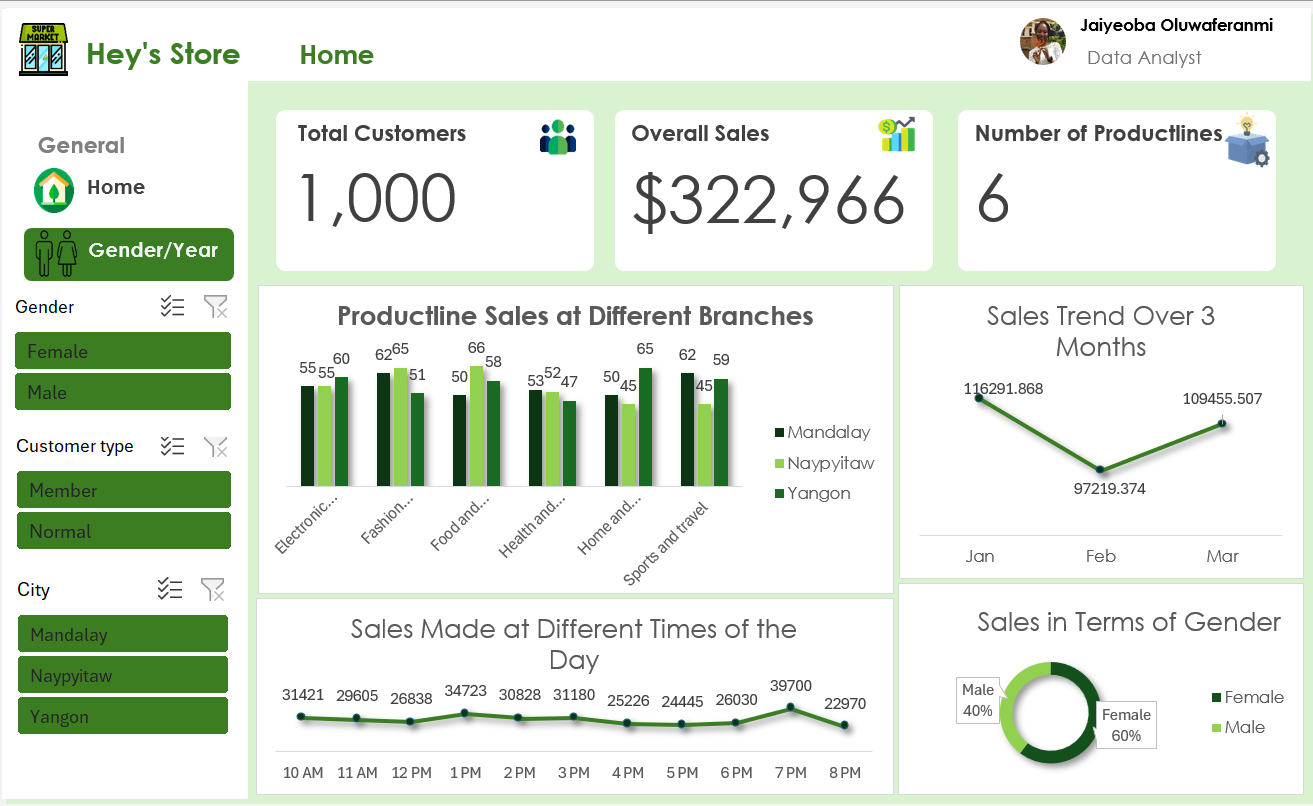 SUPER
MARKET
Hey's Store
Home
Jaiyeoba Oluwaferanmi
Data Analyst
General
Home
Gender/Year
Gender
Female
Male
Customer type
Member
Normal
City
Mandalay
Naypyitaw
Yangon
Total Customers
1,000
Overall Sales
$322,966
Number of Productlines
6
Productline Sales at Different Branches
55 55 60 62 65 51 50 66 58 53 52 47 50 45 65 62 45 59
Electronic... Fashion... Food and... Health and... Home and... Sports and travel
Mandalay
Naypyitaw
Yangon
Sales Trend Over 3
Months
116291.868
109455.507
97219.374
Jan Feb Mar
Sales Made at Different Times of the
Day
31421 29605 26838 34723 30828 31180 25226 24445 26030 39700 22970
10 AM 11 AM 12 PM 1 PM 2 PM 3 PM 4 PM 5 PM 6 PM 7 PM 8 PM
Sales in Terms of Gender
Male
40%
Female
60%
Female
Male